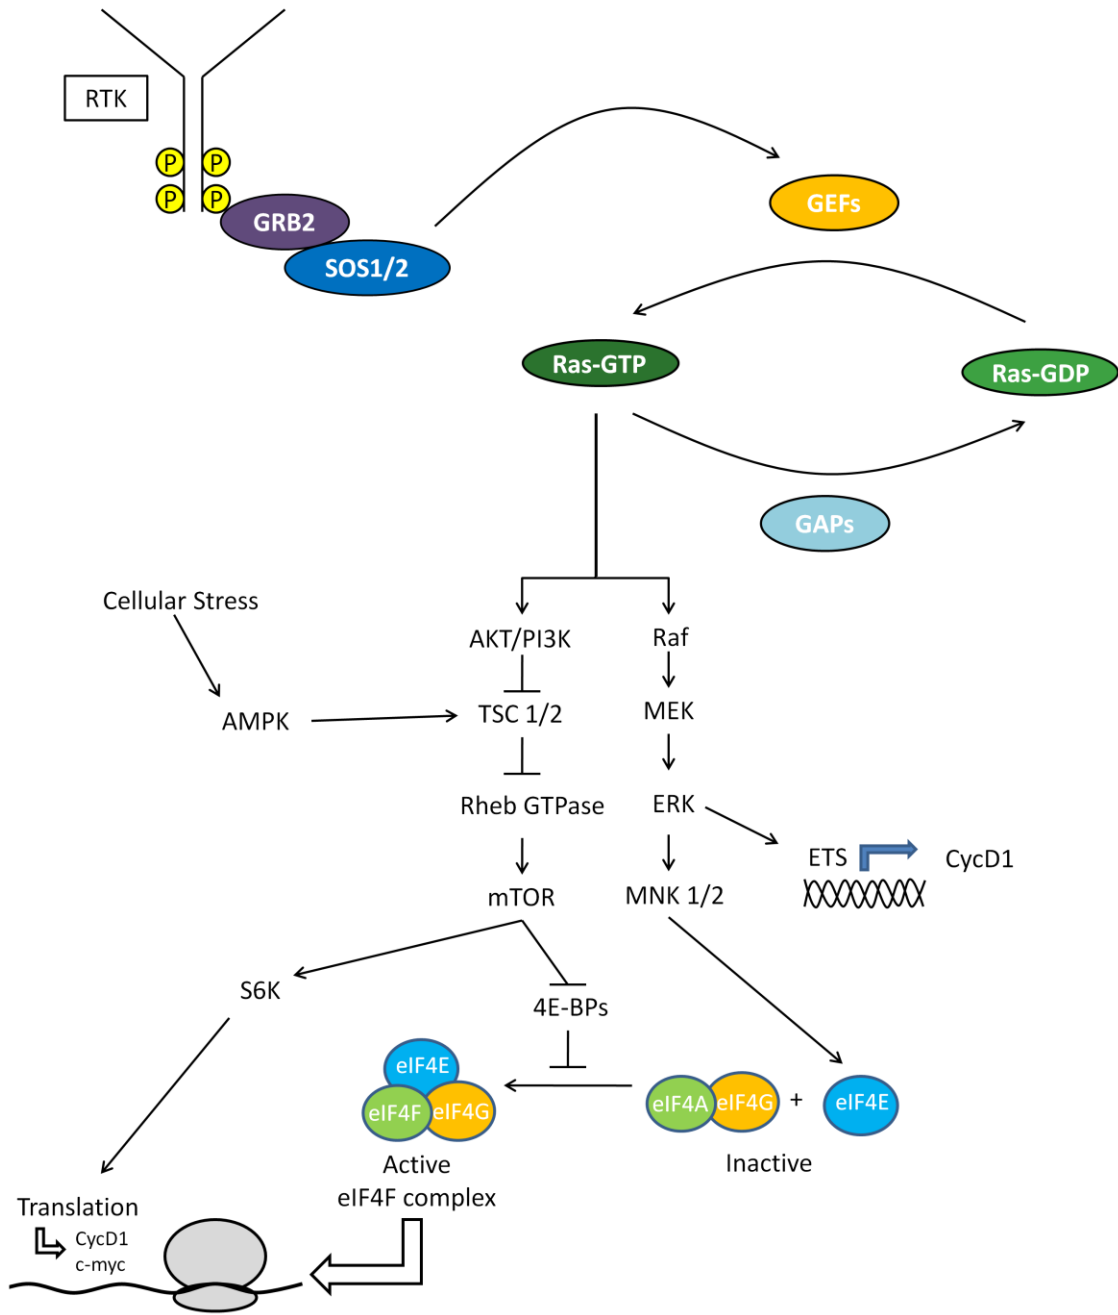 RTK
P
P
P
P
GRB2
SOS1/2
GEFs
Ras-GTP
Ras-GDP
GAPs
Cellular Stress
AKT/PI3K
Raf
AMPK
TSC 1/2
MEK
Rheb GTPase
ERK
ETS
CycD1
mTOR
MNK 1/2
S6K
4E-BPs
eIF4E
eIF4F
eIF4G
eIF4A
eIF4G
+
eIF4E
Active
eIF4F complex
Inactive
Translation
CycD1
c-myc